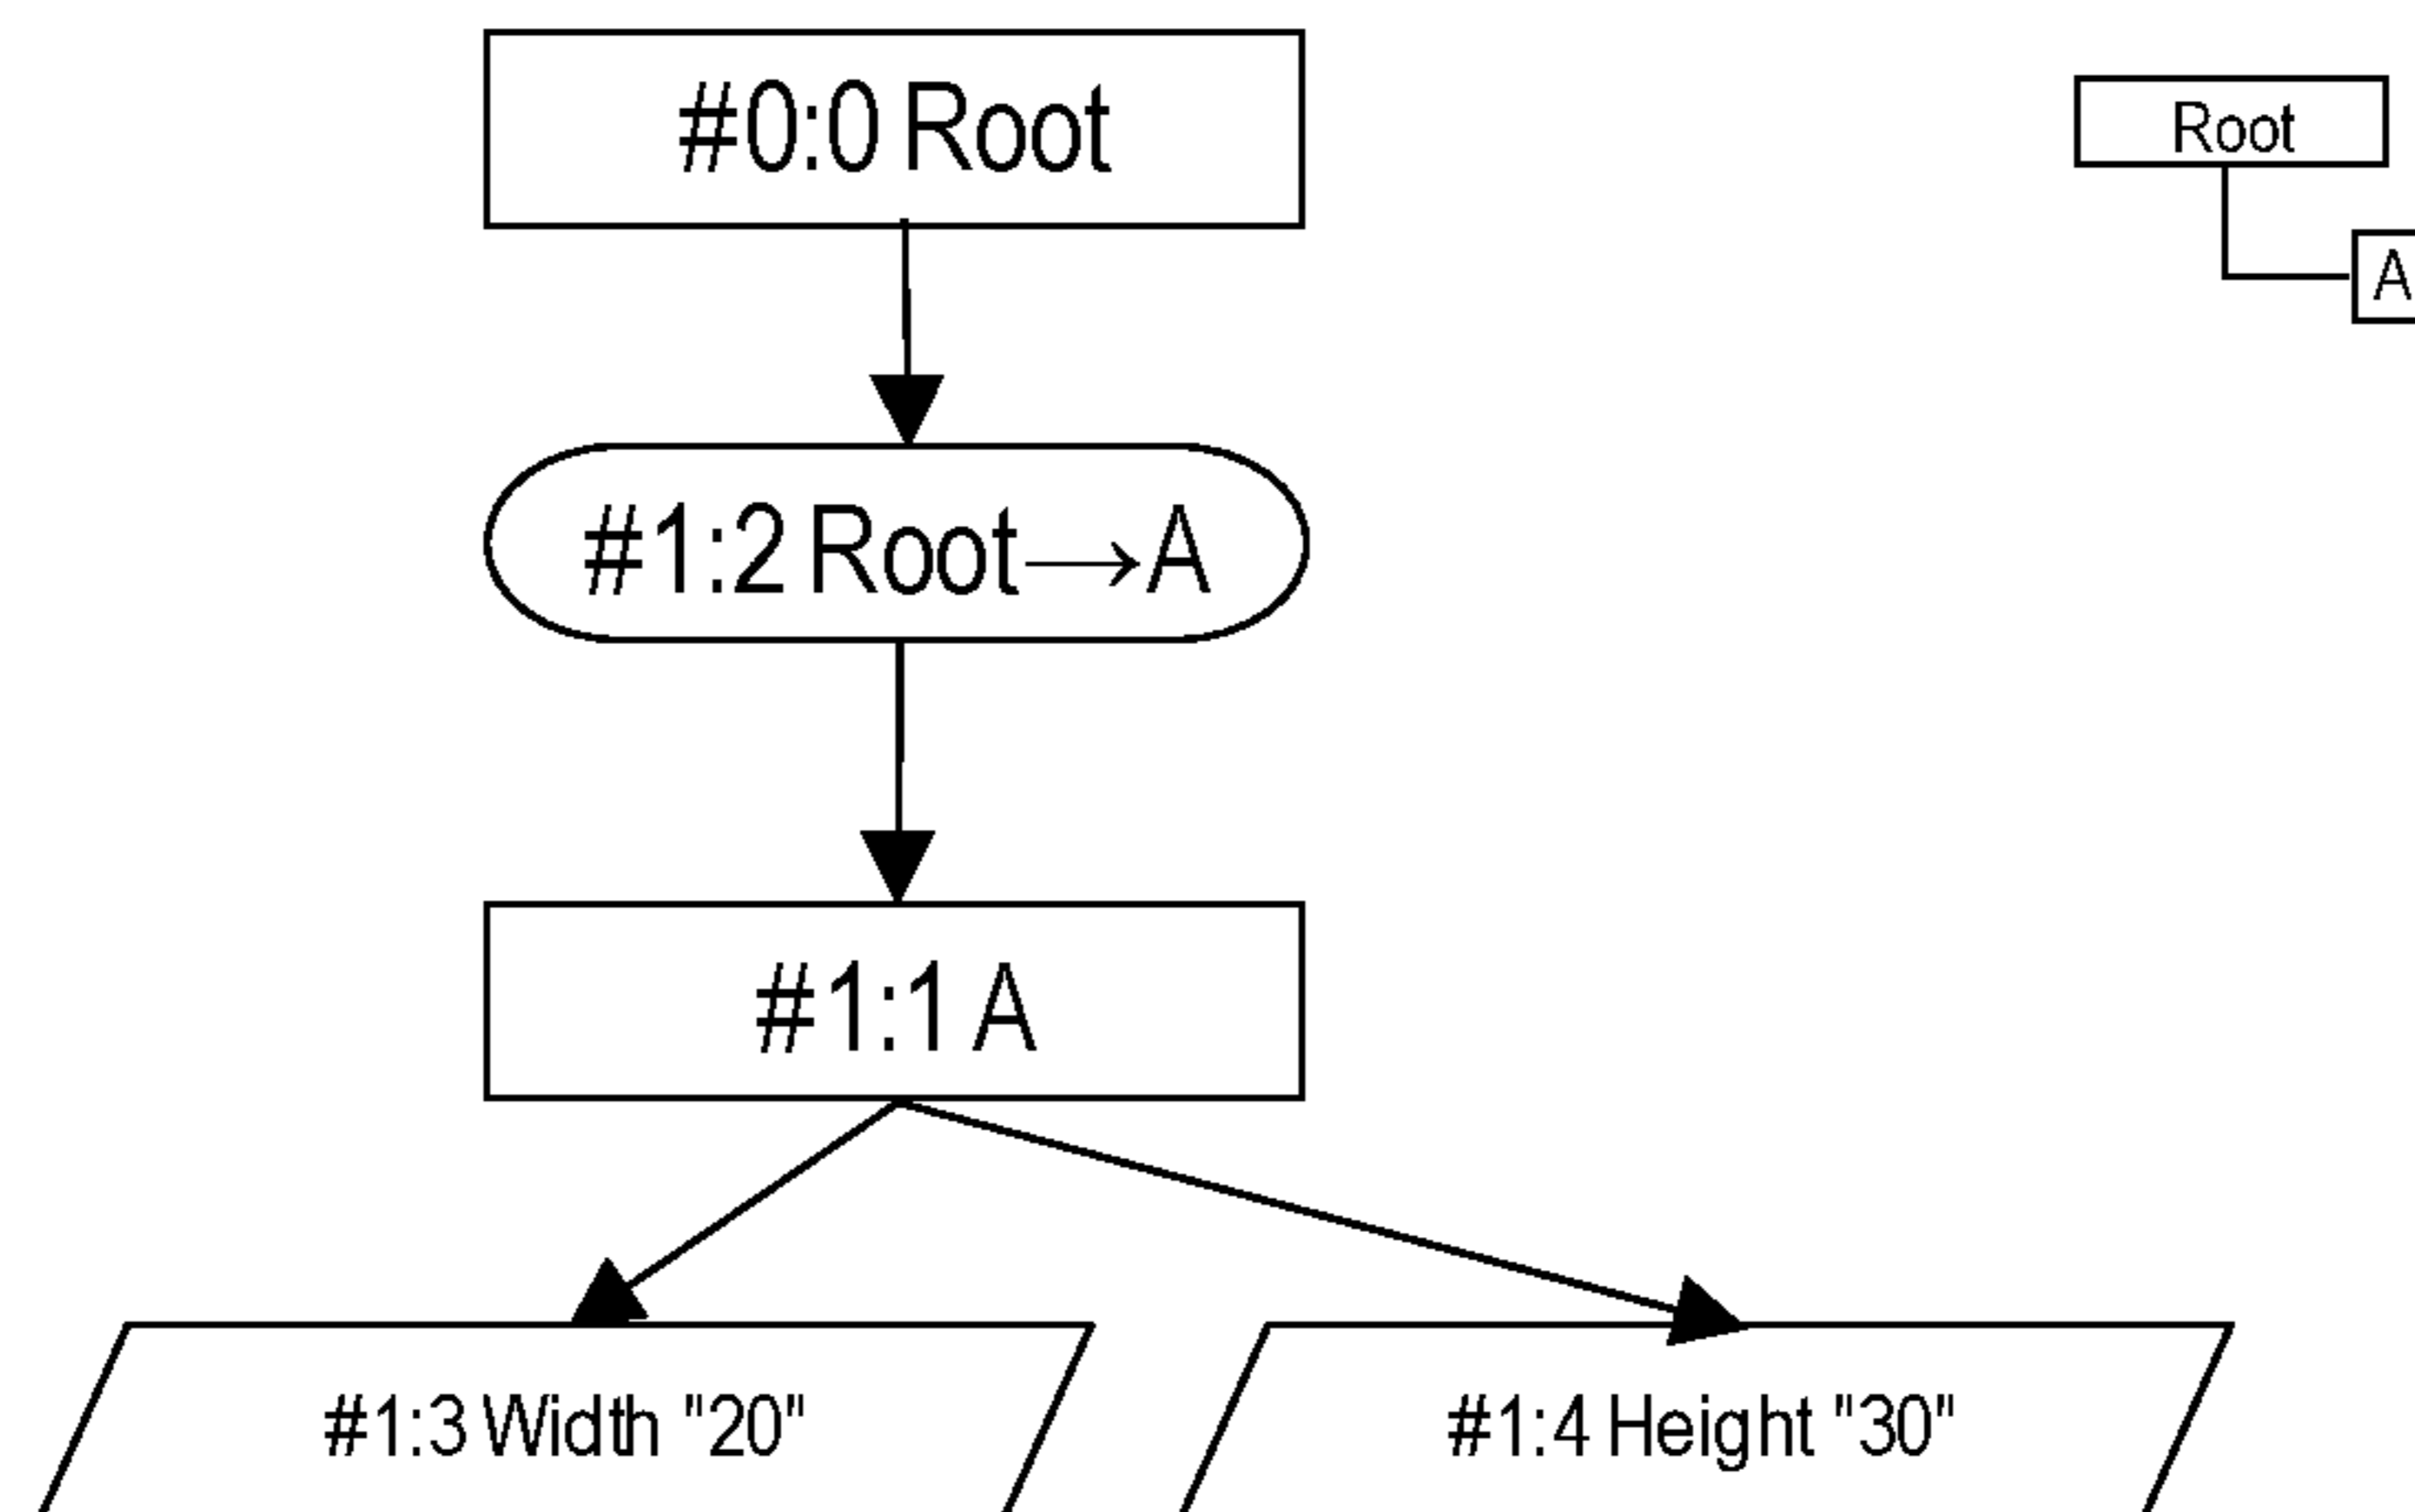 #0:0 Root
Root
A
#1:2 Root→A
#1:1 A
#1:3 Width "20"
#1:4 Height "30"